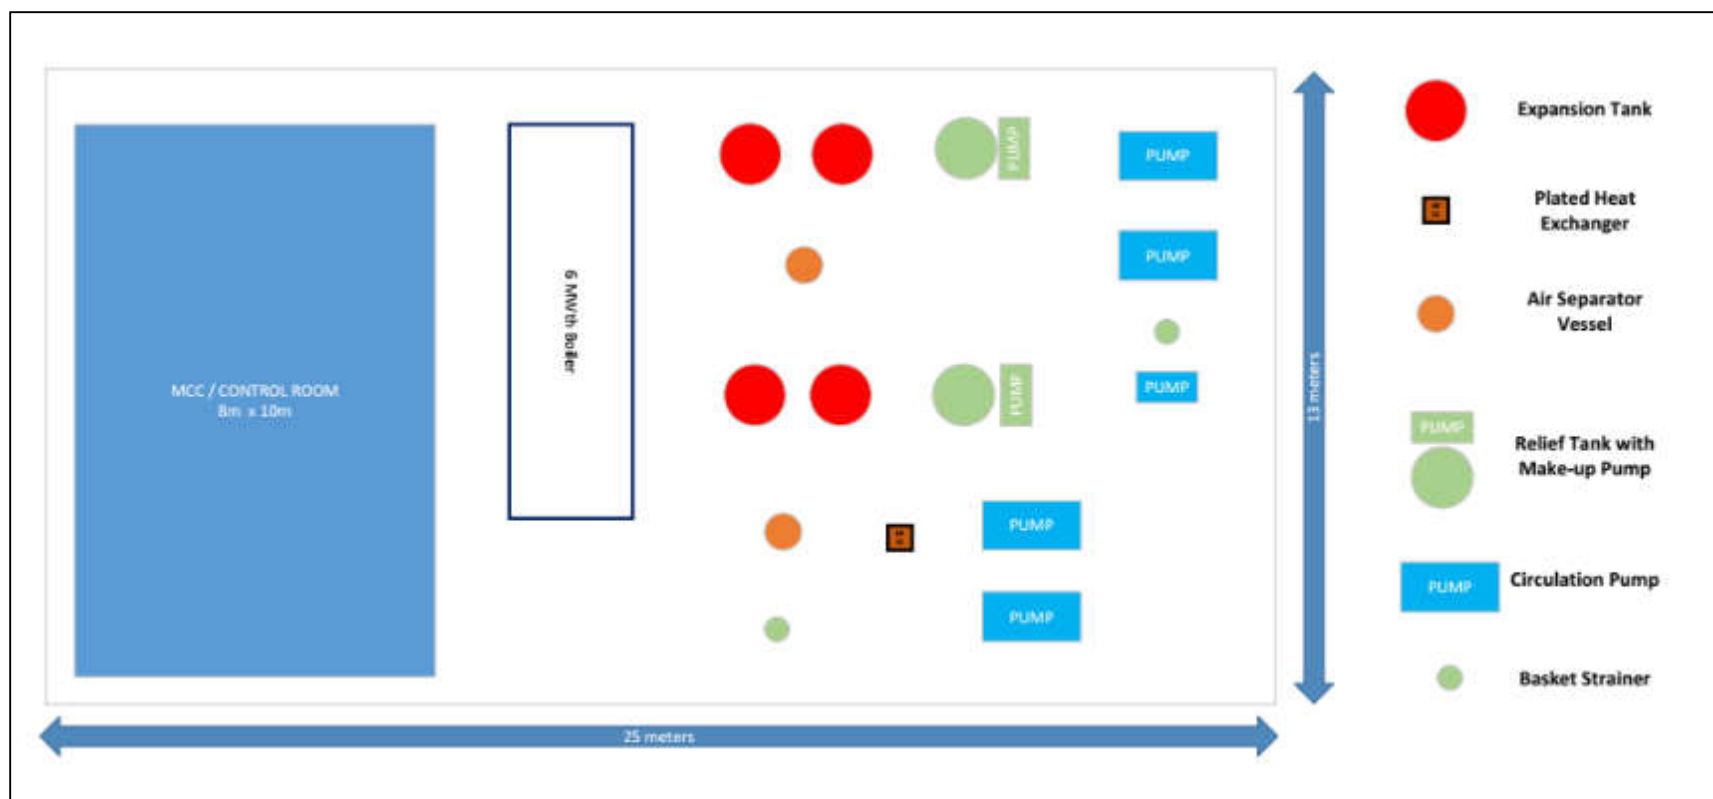 MCC / CONTROL ROOM
8m x 10m
6 MWth Boiler
PUMP
PUMP
PUMP
PUMP
PUMP
PUMP
PUMP
13 meters
25 meters
Expansion Tank
Plated Heat
Exchanger
Air Separator
Vessel
PUMP
Relief Tank with
Make-up Pump
PUMP
Circulation Pump
Basket Strainer